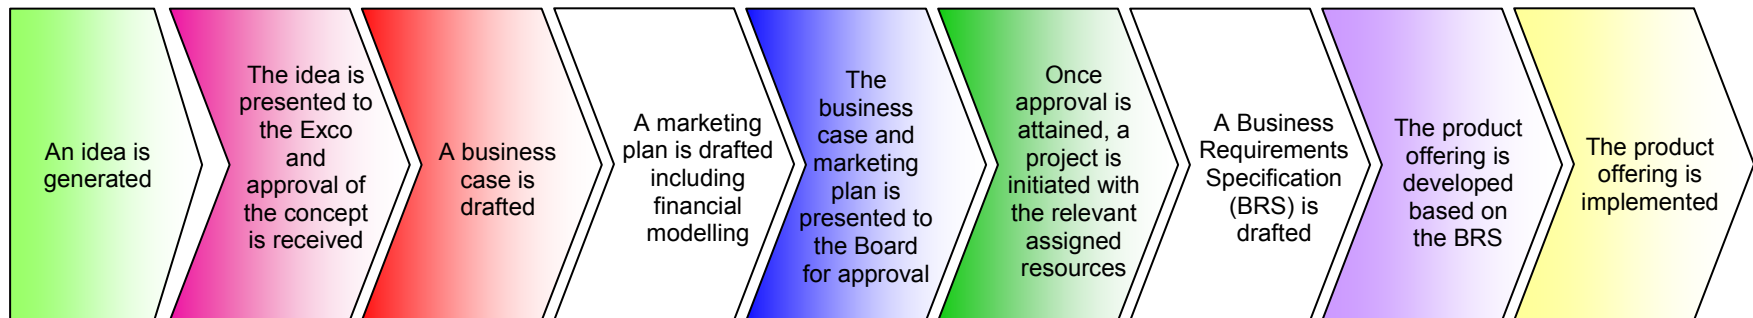 An idea is
generated
The idea is
presented to
the Exco
and
approval of
the concept
is received
A business
case is
drafted
A marketing
plan is drafted
including
financial
modelling
The
business
case and
marketing
plan is
presented to
the Board
for approval
Once
approval is
attained, a
project is
initiated with
the relevant
assigned
resources
A Business
Requirements
Specification
(BRS) is
drafted
The product
offering is
developed
based on
the BRS
The product
offering is
implemented